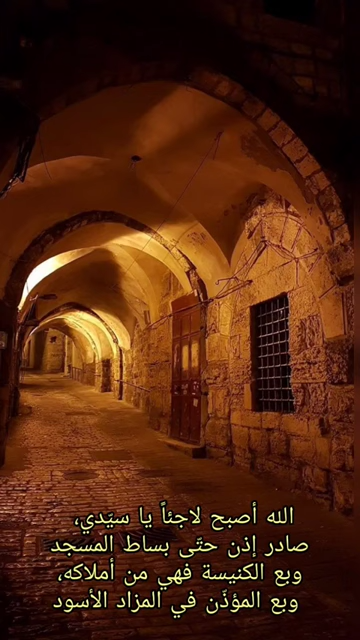 الله أصبح لاجئاً يا سيّدي،
صادر إذن حتّى بساط المسجد
وبع الكنيسة فهي من أملاكه،
وبع المؤذّن في المزاد الأسود